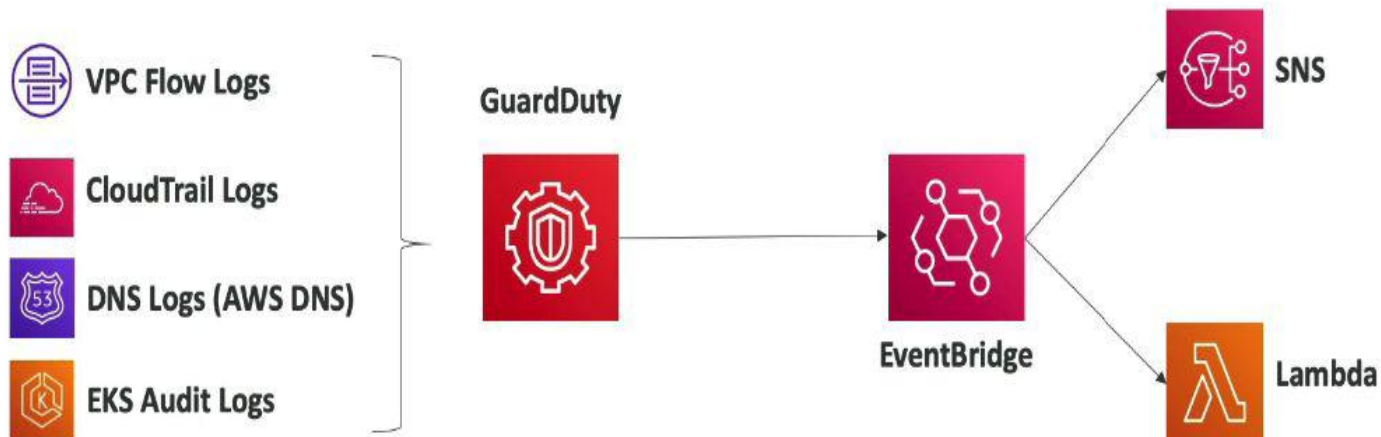 VPC Flow Logs
CloudTrail Logs
53
DNS Logs (AWS DNS)
K
EKS Audit Logs
GuardDuty
EventBridge
SNS
Lambda